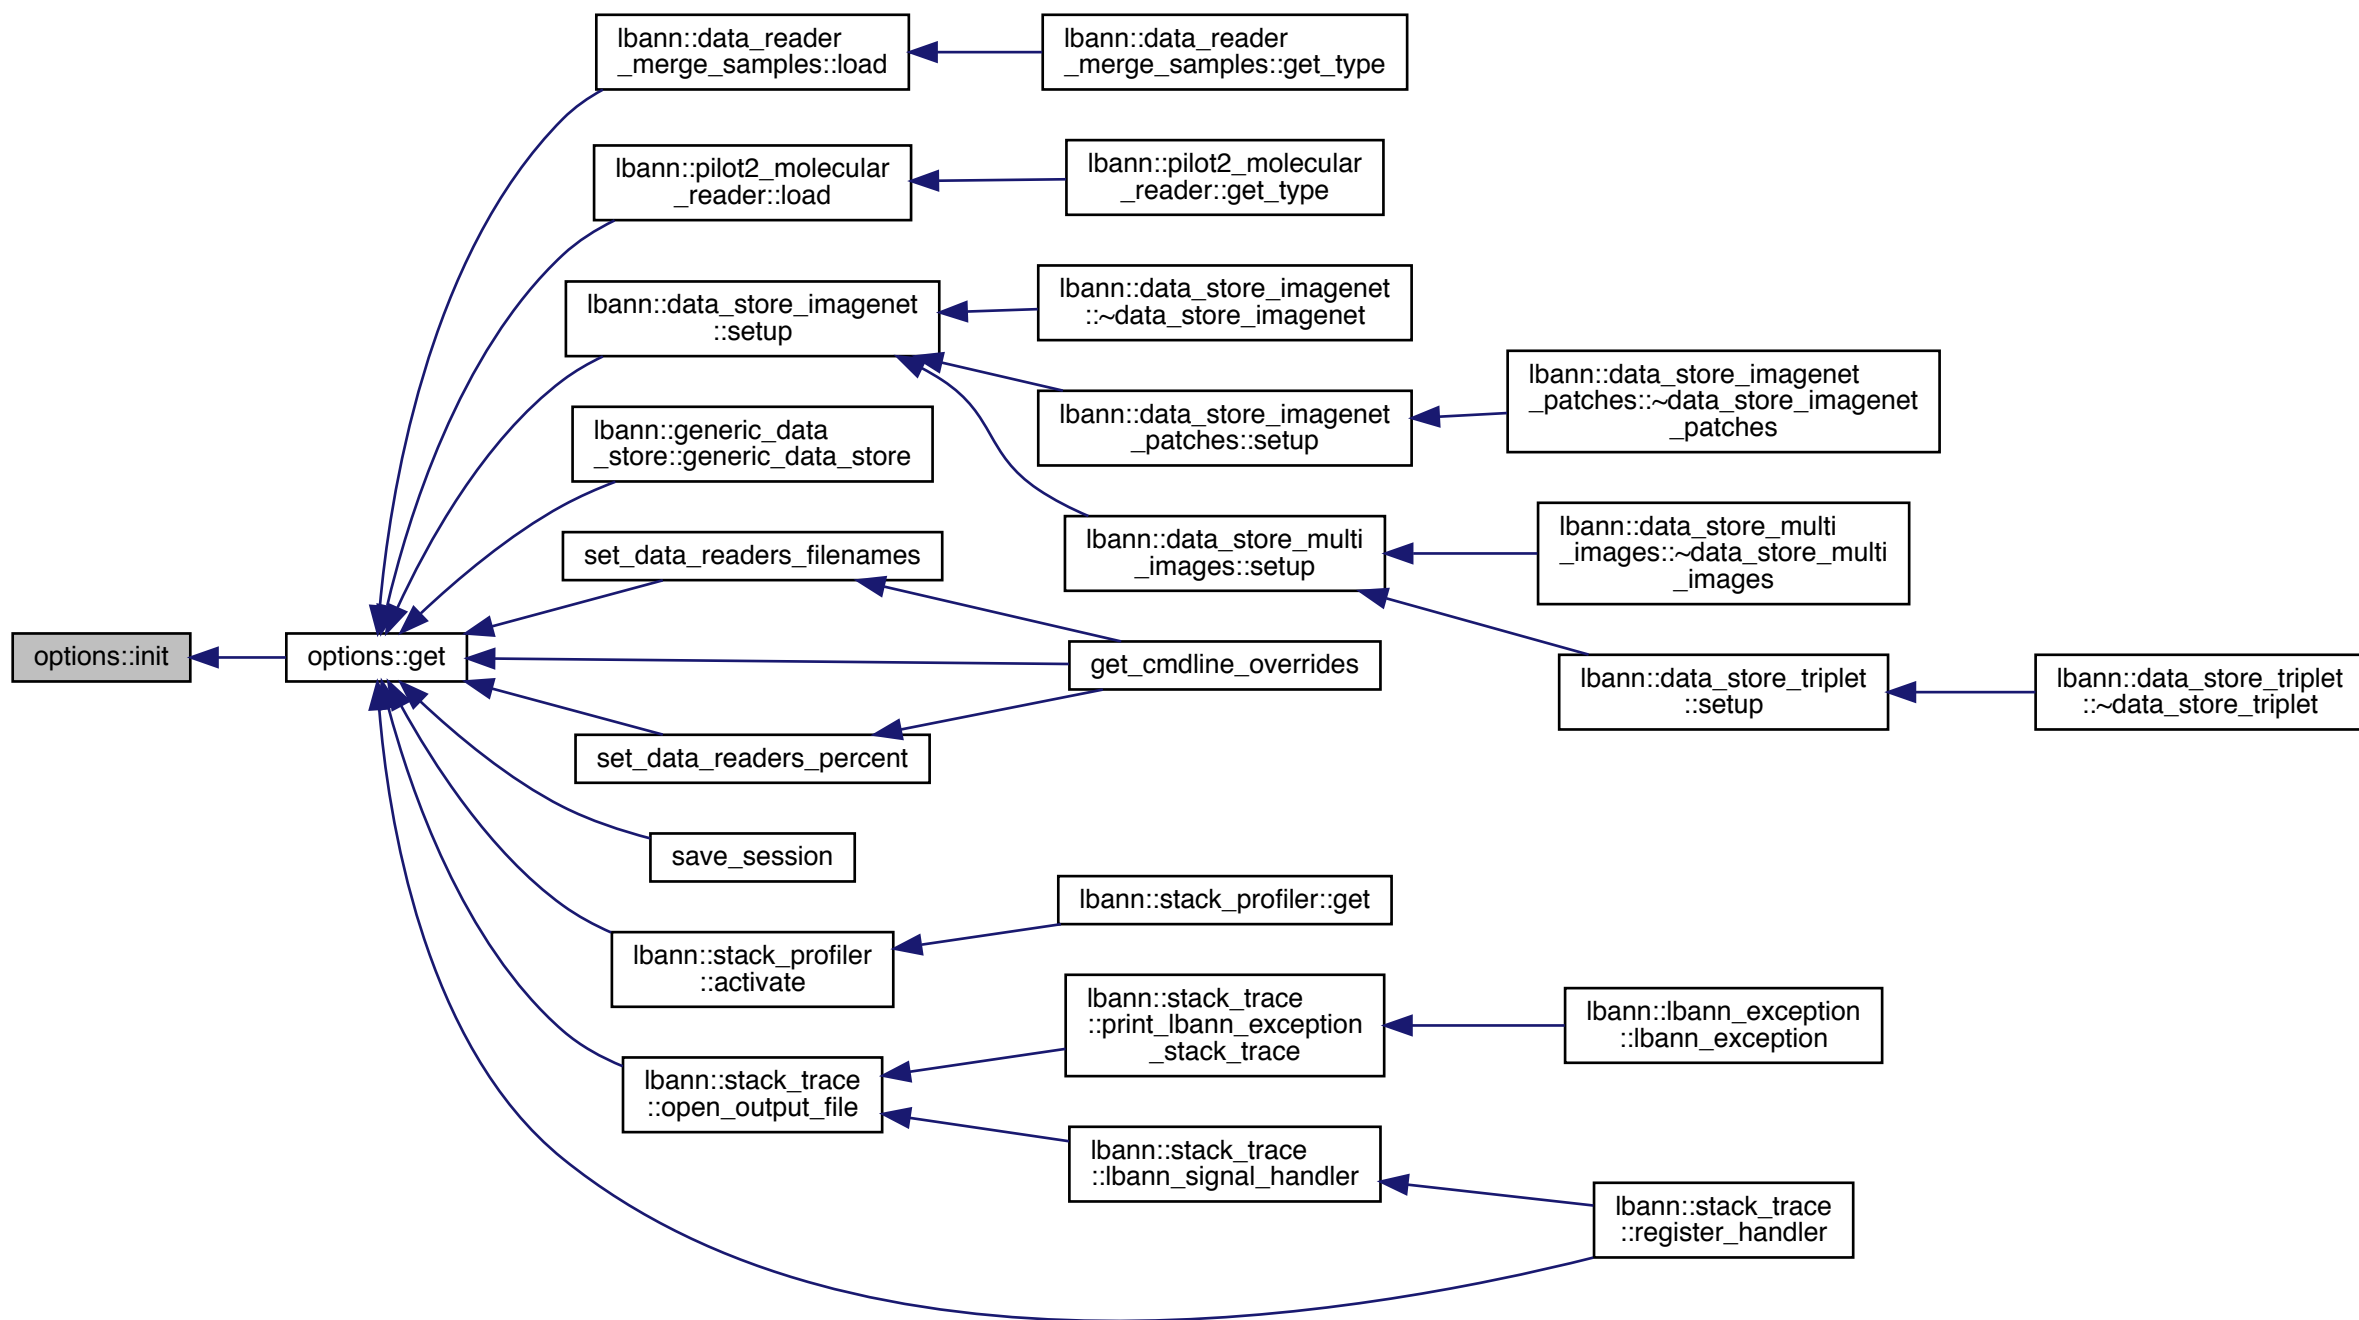 lbann::data_reader
_merge_samples::load
lbann::data_reader
_merge_samples::get_type
lbann::pilot2_molecular
_reader::load
lbann::pilot2_molecular
_reader::get_type
lbann::data_store_imagenet
::setup
lbann::data_store_imagenet
::~data_store_imagenet
lbann::data_store_imagenet
_patches::setup
lbann::data_store_imagenet
_patches::~data_store_imagenet
_patches
lbann::generic_data
_store::generic_data_store
lbann::data_store_multi
_images::setup
lbann::data_store_multi
_images::~data_store_multi
_images
set_data_readers_filenames
options::init
options::get
get_cmdline_overrides
lbann::data_store_triplet
::setup
lbann::data_store_triplet
::~data_store_triplet
set_data_readers_percent
save_session
lbann::stack_profiler
::activate
lbann::stack_profiler::get
lbann::stack_trace
::open_output_file
lbann::stack_trace
::print_lbann_exception
_stack_trace
lbann::lbann_exception
::lbann_exception
lbann::stack_trace
::lbann_signal_handler
lbann::stack_trace
::register_handler